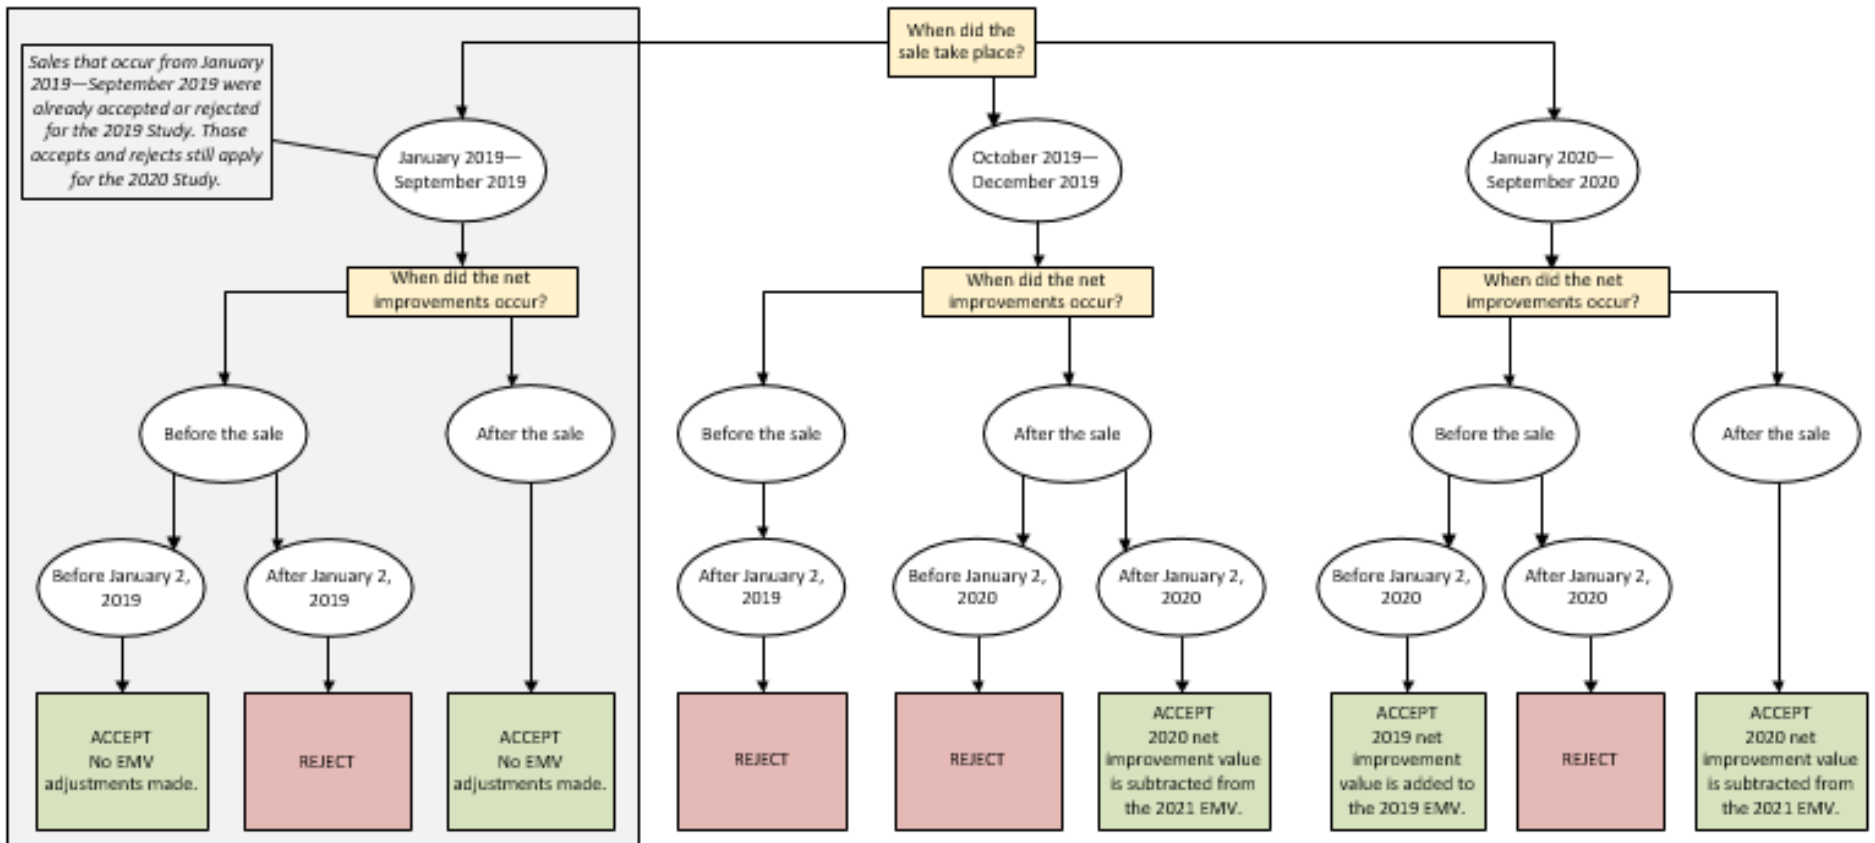 When did the
sale take place?
Sales that occur from January
2019—September 2019 were
already accepted or rejected
for the 2019 Study. Those
accepts and rejects still apply
for the 2020 Study.
January 2019—
September 2019
October 2019—
December 2019
January 2020—
September 2020
When did the net
improvements occur?
When did the net
improvements occur?
When did the net
improvements occur?
Before the sale
After the sale
Before the sale
After the sale
Before the sale
After the sale
Before January 2,
2019
After January 2,
2019
After January 2,
2019
Before January 2,
2020
After January 2,
2020
Before January 2,
2020
After January 2,
2020
ACCEPT
No EMV
adjustments made.
REJECT
ACCEPT
No EMV
adjustments made.
REJECT
REJECT
ACCEPT
2020 net
improvement value
is subtracted from
the 2021 EMV.
ACCEPT
2019 net
improvement
value is added to
the 2019 EMV.
REJECT
ACCEPT
2020 net
improvement value
is subtracted from
the 2021 EMV.